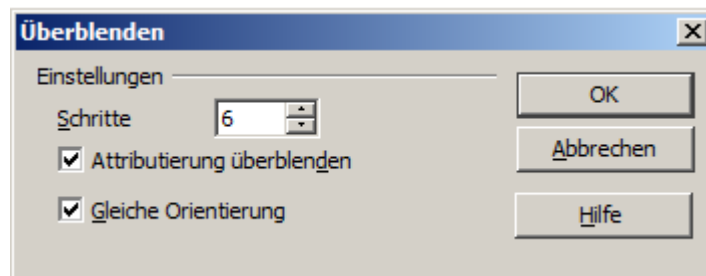 Überblenden
Einstellungen
Schritte 6
Attributierung überblenden
Gleiche Orientierung
OK
Abbrechen
Hilfe